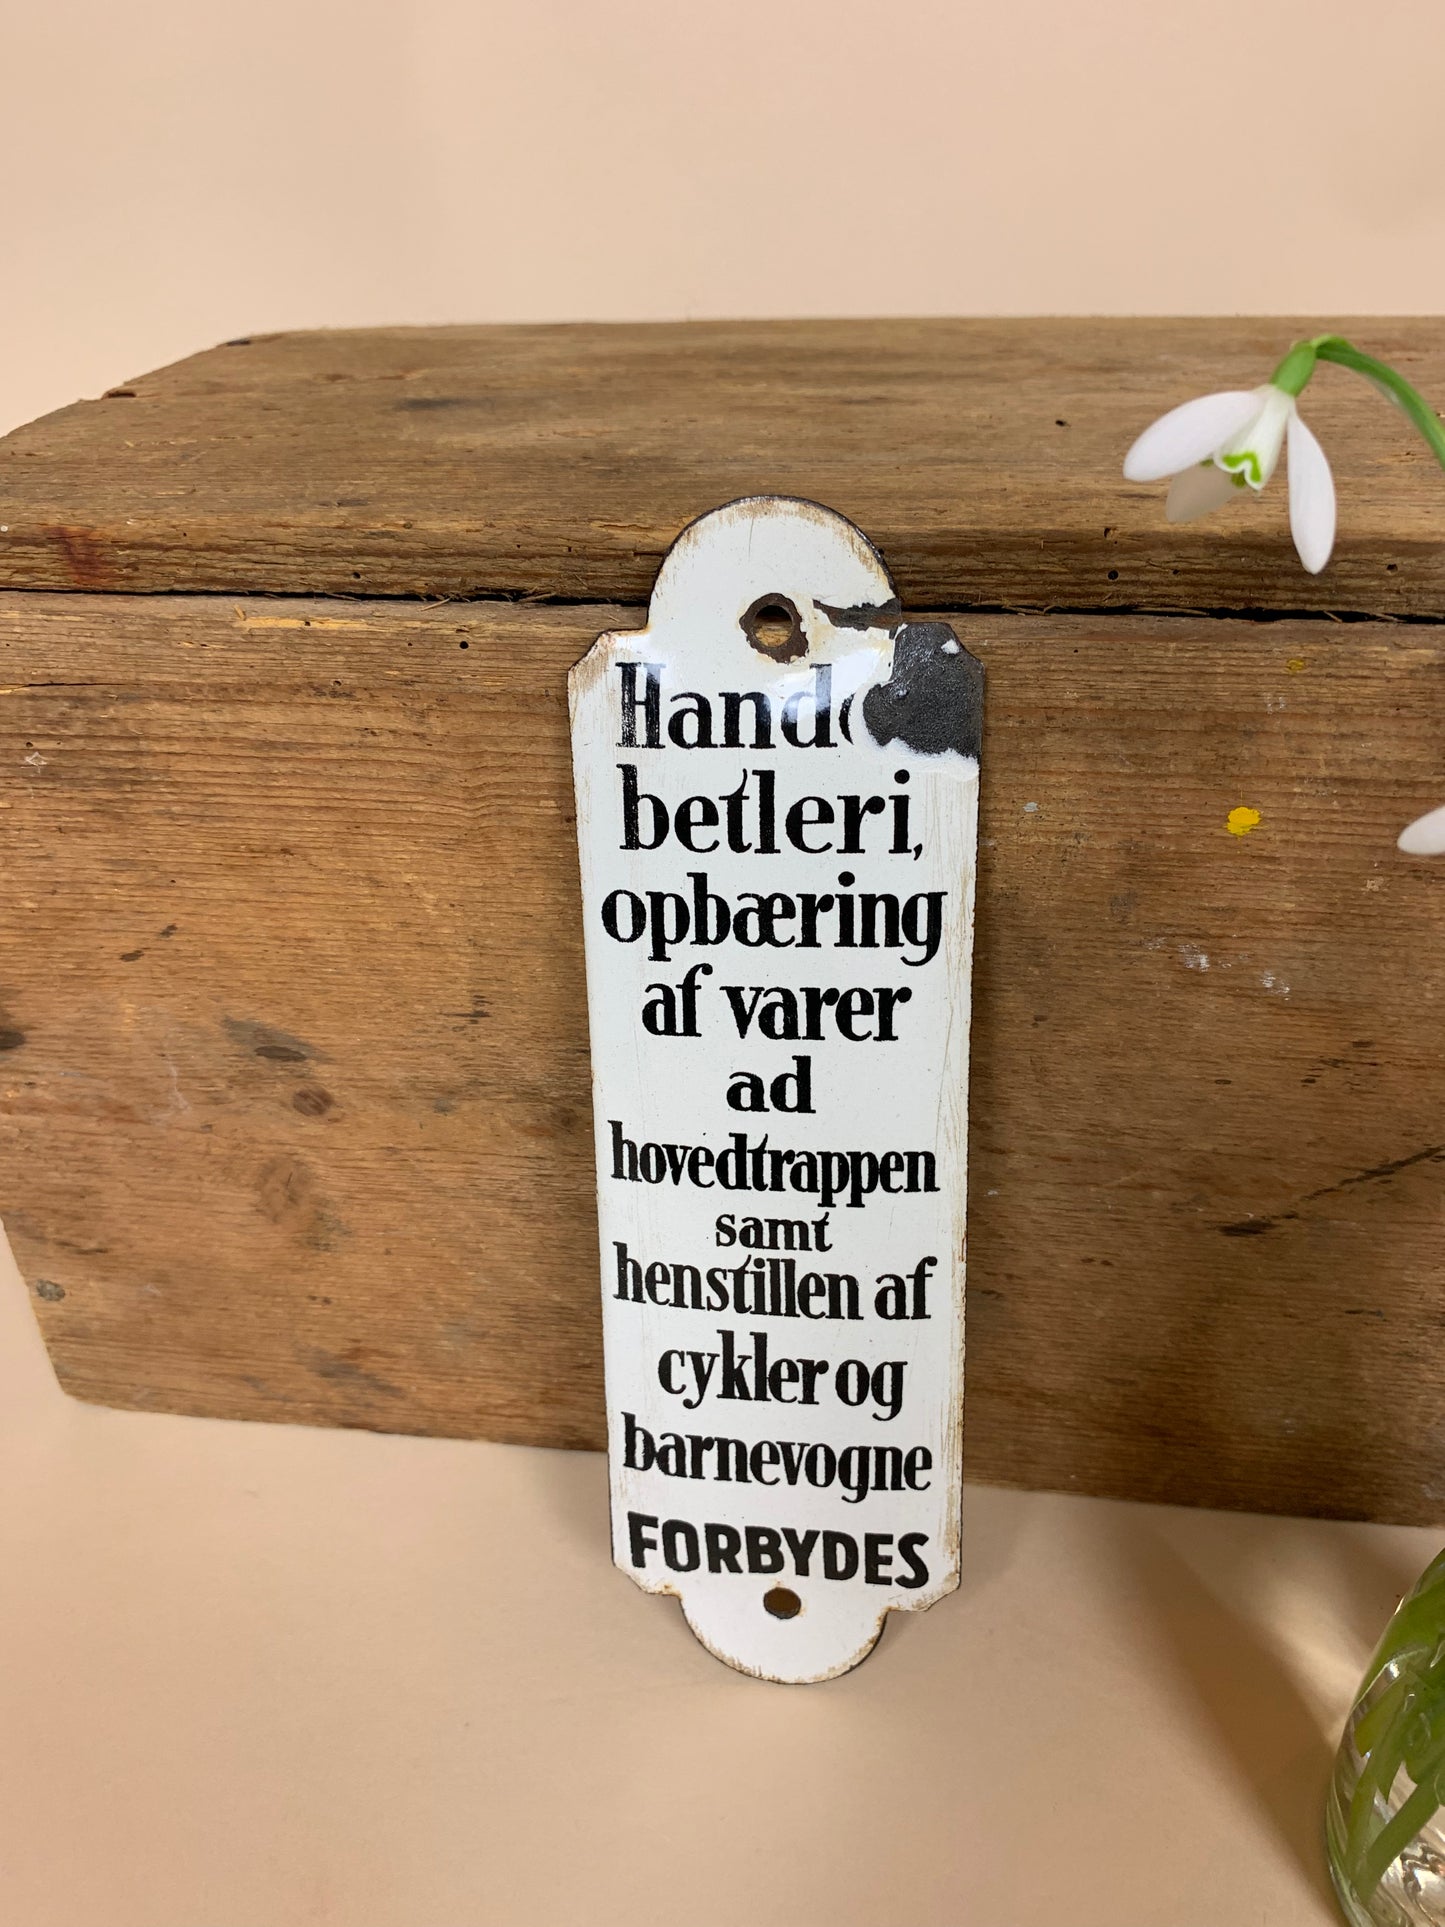 betleri,
opbæring
af varer
ad
hovedtrappen
samt
henstillen af
cykler og
barnevogne
FORBYDES